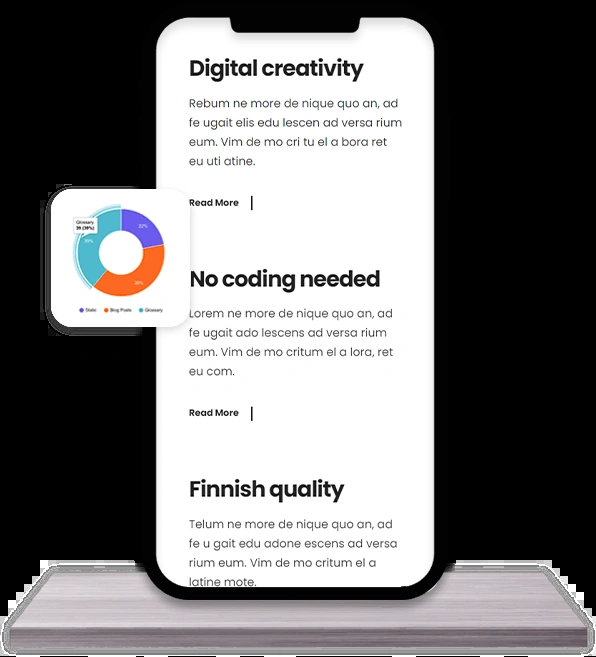 Digital creativity
Rebum ne more de nique quo an, ad
fe ugait elis edu lescen ad versa rium
eum. Vim de mo cri tu el a bora ret
eu uti atine.
Read More
Glossary
39 (39%)
22%
39%
39%
Static
Blog Posts
Glossary
No coding needed
Lorem ne more de nique quo an, ad
fe ugait ado lescens ad versa rium
eum. Vim de mo critum el a lora, ret
eu com.
Read More
Finnish quality
Telum ne more de nique quo an, ad
fe u gait edu adone escens ad versa
rium eum. Vim de mo critum el a
latine mote.